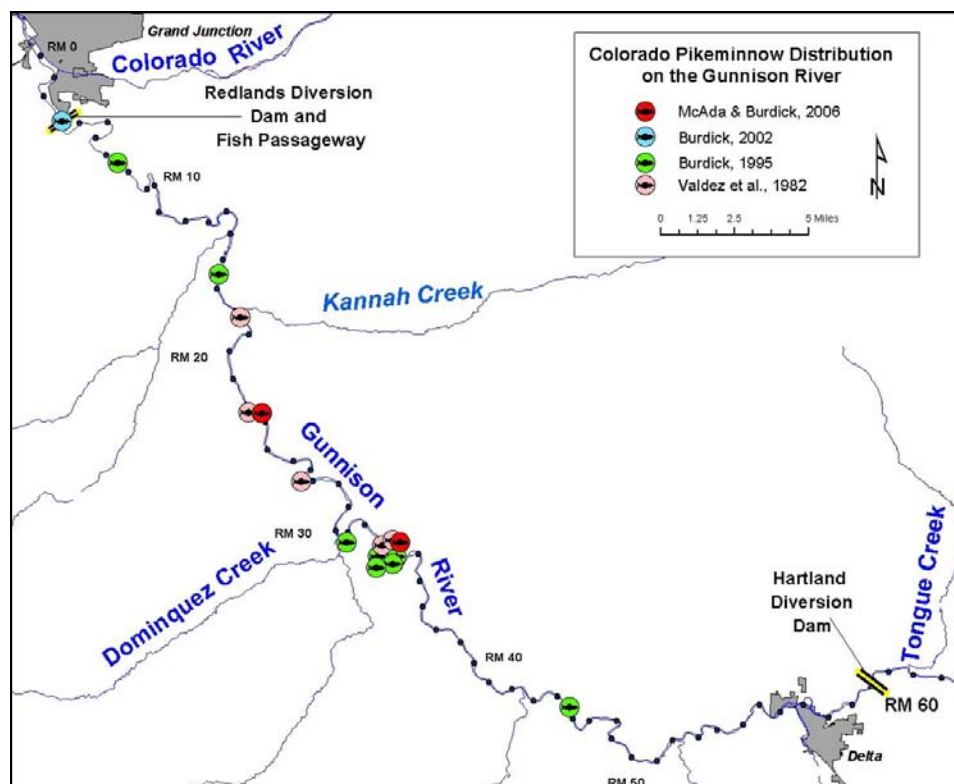 Grand Junction
RM 0
Colorado River
Redlands Diversion
Dam and
Fish Passageway
RM 10
Colorado Pikeminnow Distribution
on the Gunnison River
McAda & Burdick, 2006
Burdick, 2002
Burdick, 1995
Valdez et al., 1982
N
0 1.25 2.5 5 Miles
Kannah Creek
RM 20
Gunnison
River
RM 30
Dominquez Creek
Hartland
Diversion
Dam
Tongue Creek
RM 40
RM 60
Delta
RM 50